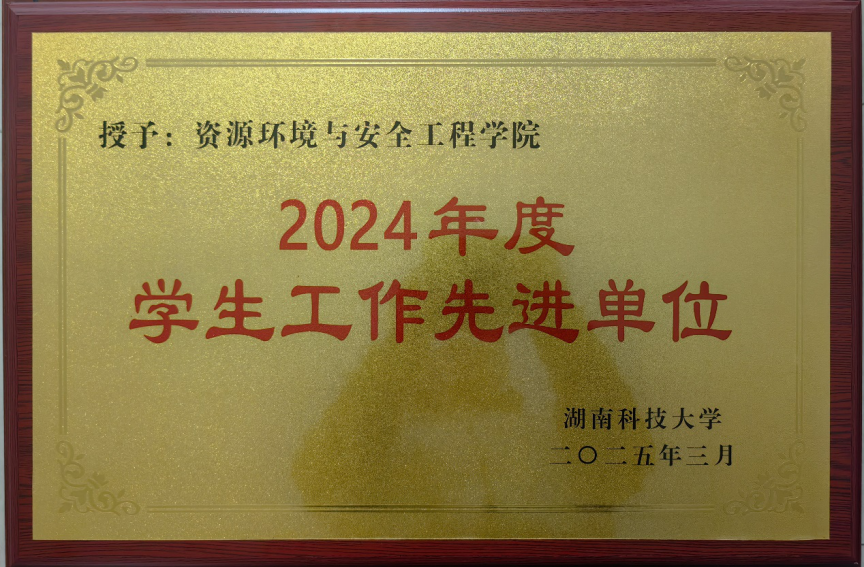 授予：资源环境与安全工程学院
2024年度
学生工作先进单位
湖南科技大学
二〇二五年三月